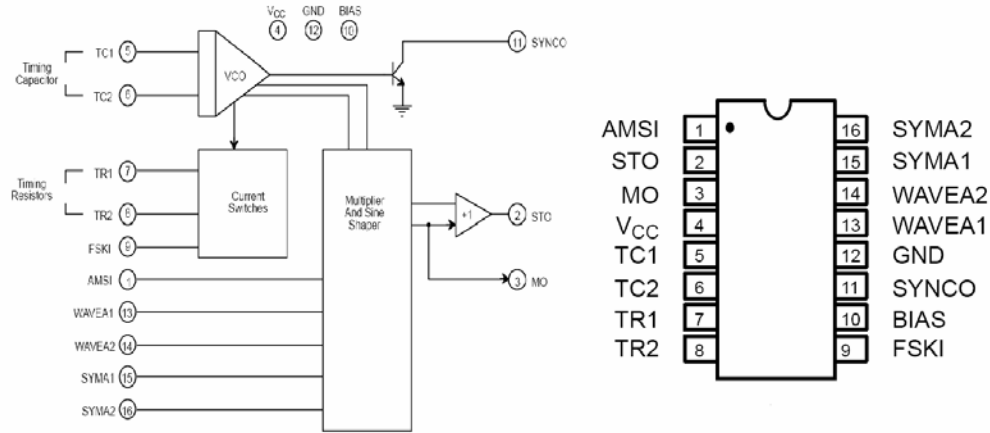 VCC GND BIAS
4 12 10
TC1 5
11 SYNCO
Timing
Capacitor
VCO
TC2 6
TR1 7
Timing
Resistors
Current
Switches
Multiplier
And Sine
Shaper
TR2 8
+1
2 STO
FSKI 9
AMSI 1
3 MO
WAVEA1 13
WAVEA2 14
SYMA1 15
SYMA2 16
AMSI 1 16 SYMA2
STO 2 15 SYMA1
MO 3 14 WAVEA2
VCC 4 13 WAVEA1
TC1 5 12 GND
TC2 6 11 SYNCO
TR1 7 10 BIAS
TR2 8 9 FSKI